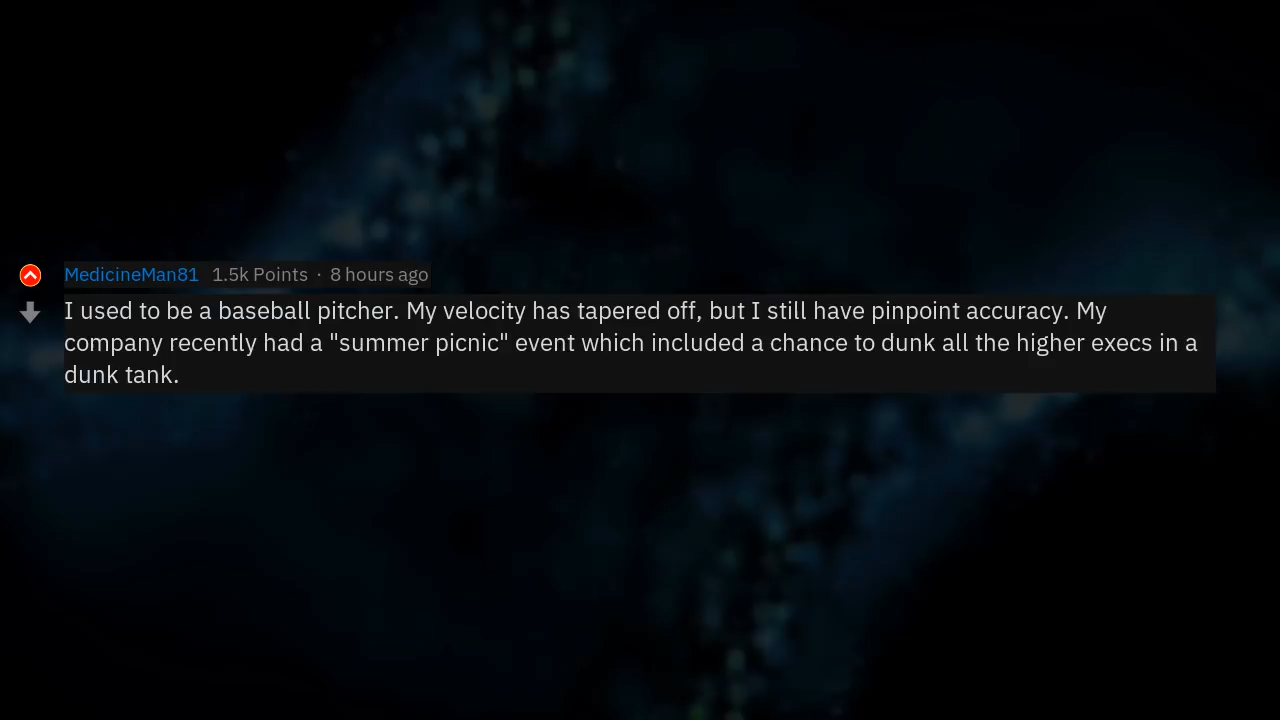 MedicineMan81 1.5k Points · 8 hours ago
I used to be a baseball pitcher. My velocity has tapered off, but I still have pinpoint accuracy. My
company recently had a "summer picnic" event which included a chance to dunk all the higher execs in a
dunk tank.